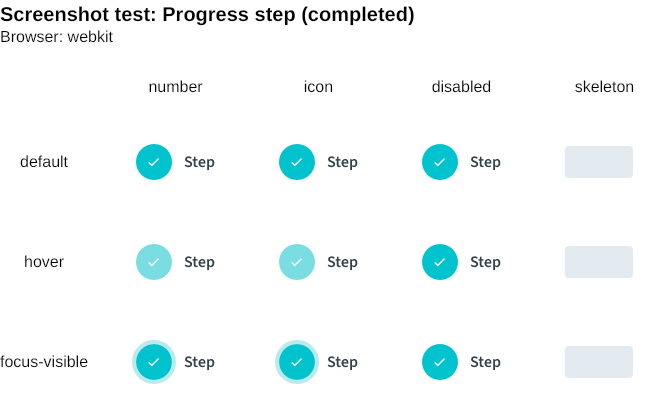 Screenshot test: Progress step (completed)
Browser: webkit
number icon disabled skeleton
default Step Step Step
hover Step Step Step
focus-visible Step Step Step